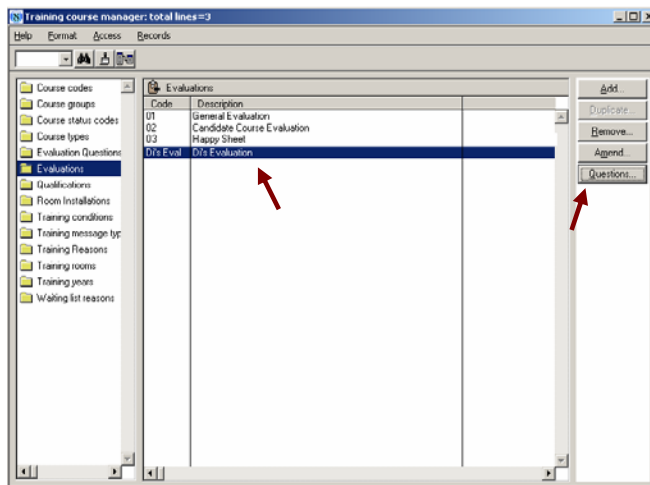 Training course manager: total lines=3
Help Format Access Records
Course codes
Course groups
Course status codes
Course types
Evaluation Questions
Evaluations
Qualifications
Room Installations
Training conditions
Training message typ
Training Reasons
Training rooms
Training years
Waiting list reasons
Evaluations
Code Description
01 General Evaluation
02 Candidate Course Evaluation
03 Happy Sheet
Di's Eval Di's Evaluation
Add...
Duplicate...
Remove...
Amend...
Questions...